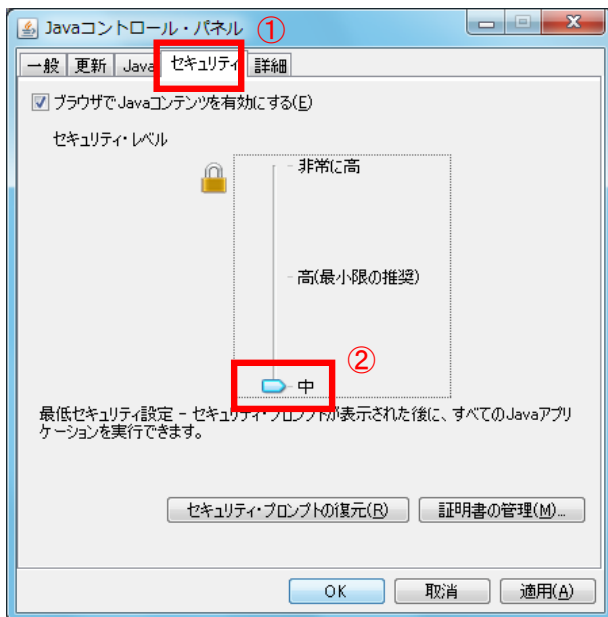 Javaコントロール・パネル ①
一般 更新 Java セキュリティ 詳細
ブラウザでJavaコンテンツを有効にする(E)
セキュリティ・レベル
非常に高
高(最小限の推奨)
②
中
最低セキュリティ設定 - セキュリティ・プロンプトが表示された後に、すべてのJavaアプリ
ケーションを実行できます。
セキュリティ・プロンプトの復元(R) 証明書の管理(M)...
OK 取消 適用(A)